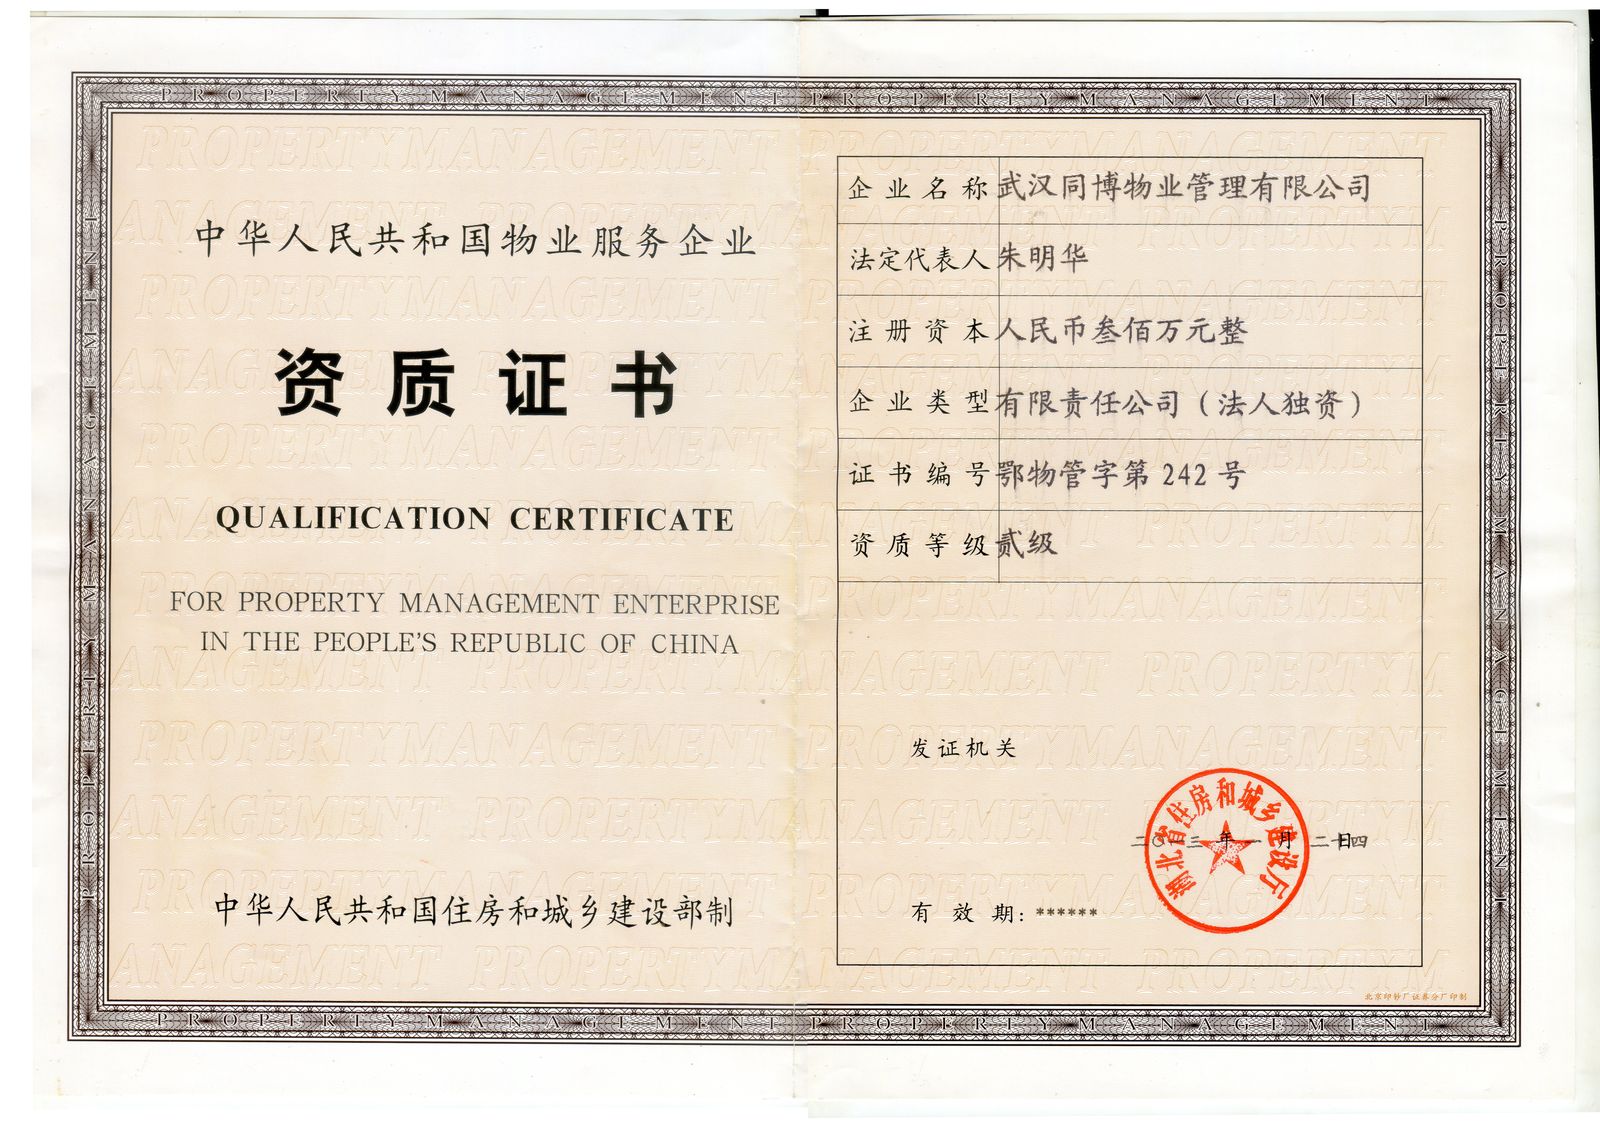 PROPERTY MANAGEMENT PROPERTY MANAGEMENT
中华人民共和国物业服务企业
资质证书
QUALIFICATION CERTIFICATE
FOR PROPERTY MANAGEMENT ENTERPRISE
IN THE PEOPLE'S REPUBLIC OF CHINA
中华人民共和国住房和城乡建设部制
企业名称 武汉同博物业管理有限公司
法定代表人 朱明华
注册资本 人民币叁佰万元整
企业类型 有限责任公司（法人独资）
证书编号 鄂物管字第 242 号
资质等级 贰级
发证机关
湖北省住房和城乡建设厅
二〇一三 年 一 月 二十四日
有效期：******
北京印钞厂证券分厂印制
PROPERTY MANAGEMENT PROPERTY MANAGEMENT